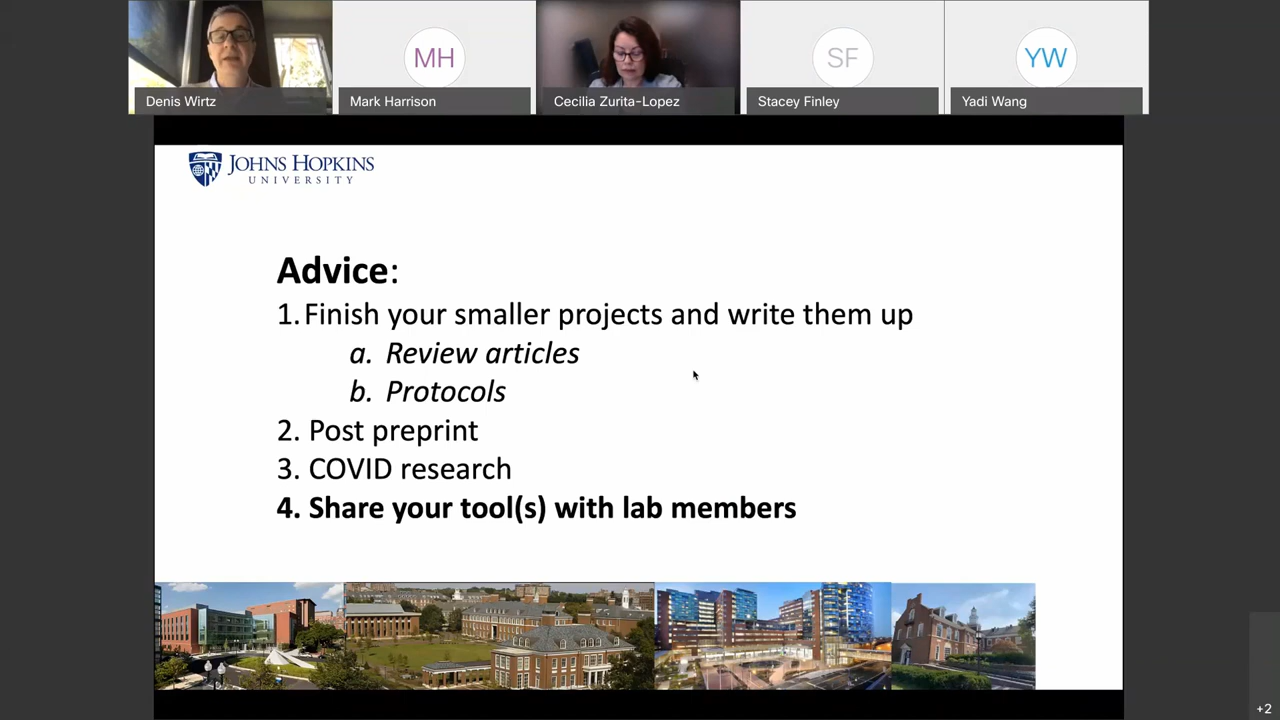 MH
SF
YW
Denis Wirtz
Mark Harrison
Cecilia Zurita-Lopez
Stacey Finley
Yadi Wang
JOHNS HOPKINS
UNIVERSITY
Advice:
1. Finish your smaller projects and write them up
a. Review articles
b. Protocols
2. Post preprint
3. COVID research
4. Share your tool(s) with lab members
+2